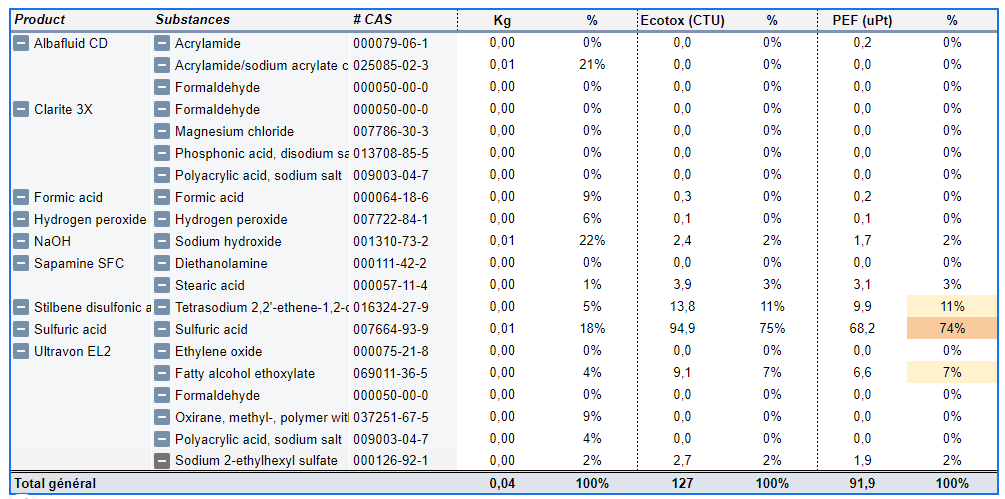 Product Substances # CAS Kg % Ecotox (CTU) % PEF (uPt) %
Albafluid CD Acrylamide 000079-06-1 0,00 0% 0,0 0% 0,2 0%
Acrylamide/sodium acrylate c 025085-02-3 0,01 21% 0,0 0% 0,0 0%
Formaldehyde 000050-00-0 0,00 0% 0,0 0% 0,0 0%
Clarite 3X Formaldehyde 000050-00-0 0,00 0% 0,0 0% 0,0 0%
Magnesium chloride 007786-30-3 0,00 0% 0,0 0% 0,0 0%
Phosphonic acid, disodium sa 013708-85-5 0,00 0% 0,0 0% 0,0 0%
Polyacrylic acid, sodium salt 009003-04-7 0,00 0% 0,0 0% 0,0 0%
Formic acid Formic acid 000064-18-6 0,00 9% 0,3 0% 0,2 0%
Hydrogen peroxide Hydrogen peroxide 007722-84-1 0,00 6% 0,1 0% 0,1 0%
NaOH Sodium hydroxide 001310-73-2 0,01 22% 2,4 2% 1,7 2%
Sapamine SFC Diethanolamine 000111-42-2 0,00 0% 0,0 0% 0,0 0%
Stearic acid 000057-11-4 0,00 1% 3,9 3% 3,1 3%
Stilbene disulfonic a Tetrasodium 2,2'-ethene-1,2-c 016324-27-9 0,00 5% 13,8 11% 9,9 11%
Sulfuric acid Sulfuric acid 007664-93-9 0,01 18% 94,9 75% 68,2 74%
Ultravon EL2 Ethylene oxide 000075-21-8 0,00 0% 0,0 0% 0,0 0%
Fatty alcohol ethoxylate 069011-36-5 0,00 4% 9,1 7% 6,6 7%
Formaldehyde 000050-00-0 0,00 0% 0,0 0% 0,0 0%
Oxirane, methyl-, polymer wit 037251-67-5 0,00 9% 0,0 0% 0,0 0%
Polyacrylic acid, sodium salt 009003-04-7 0,00 4% 0,0 0% 0,0 0%
Sodium 2-ethylhexyl sulfate 000126-92-1 0,00 2% 2,7 2% 1,9 2%
Total général 0,04 100% 127 100% 91,9 100%